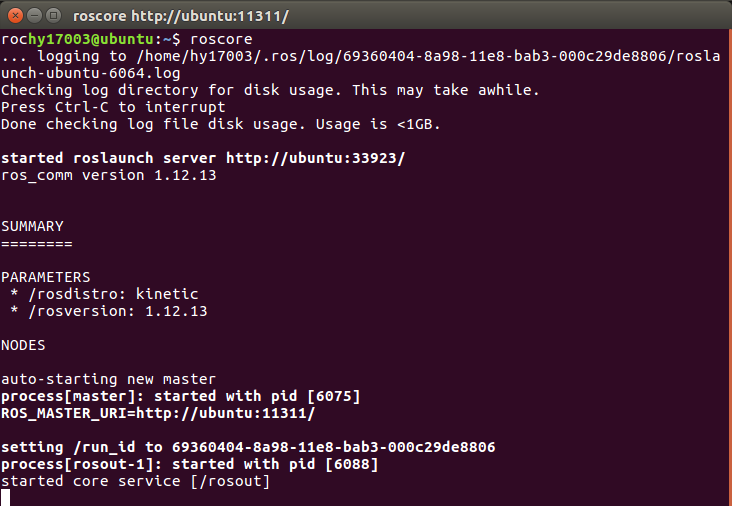 roscore http://ubuntu:11311/
rochy17003@ubuntu:~$ roscore
... logging to /home/hy17003/.ros/log/69360404-8a98-11e8-bab3-000c29de8806/rosla
unch-ubuntu-6064.log
Checking log directory for disk usage. This may take awhile.
Press Ctrl-C to interrupt
Done checking log file disk usage. Usage is <1GB.
started roslaunch server http://ubuntu:33923/
ros_comm version 1.12.13
SUMMARY
========
PARAMETERS
 * /rosdistro: kinetic
 * /rosversion: 1.12.13
NODES
auto-starting new master
process[master]: started with pid [6075]
ROS_MASTER_URI=http://ubuntu:11311/
setting /run_id to 69360404-8a98-11e8-bab3-000c29de8806
process[rosout-1]: started with pid [6088]
started core service [/rosout]